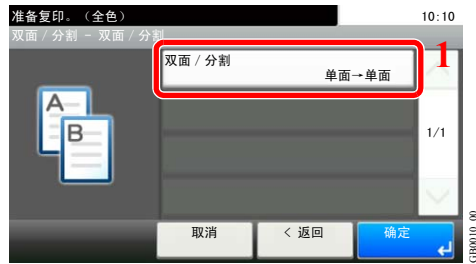 准备复印。（全色）
10:10
双面 / 分割 - 双面 / 分割
1
双面 / 分割
单面→单面
A
B
1/1
取消
< 返回
确定
GB0010_00